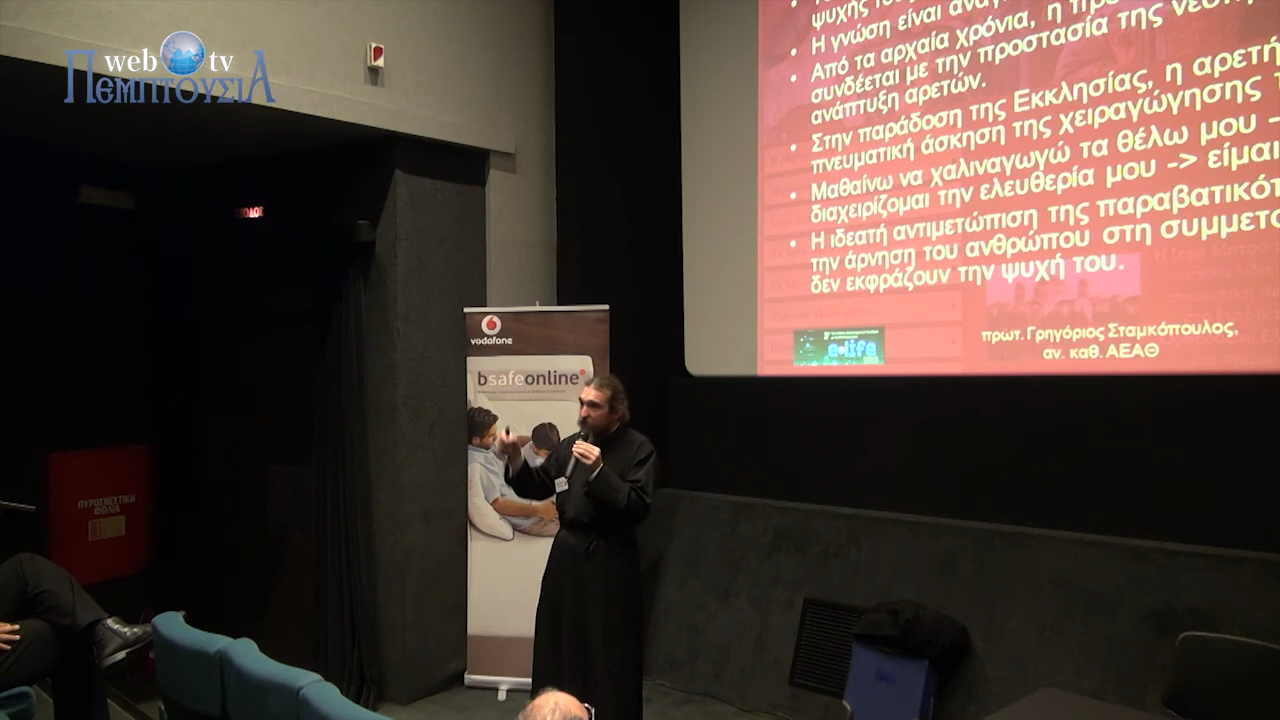 web tv
ΠΕΜΠΤΟΥΣΙΑ
ψυχής
Η γνώση είναι
Από τα αρχαία χρόνια, η
συνδέεται με την προστασία της
ανάπτυξη αρετών.
Στην παράδοση της Εκκλησίας, η αρετή
πνευματική άσκηση της χειραγώγησης
Μαθαίνω να χαλιναγωγώ τα θέλω μου -
διαχειρίζομαι την ελευθερία μου -> είμαι
Η ιδεατή αντιμετώπιση της
την άρνηση του ανθρώπου στη
δεν εκφράζουν την ψυχή του.
πρωτ. Γρηγόριος Σταμκόπουλος,
αν. καθ. ΑΕΑΘ
e-life
ΕΞΟΔΟΣ
vodafone
bsafeonline
ΠΥΡΟΣΒΕΣΤΙΚΗ
ΦΩΛΙΑ